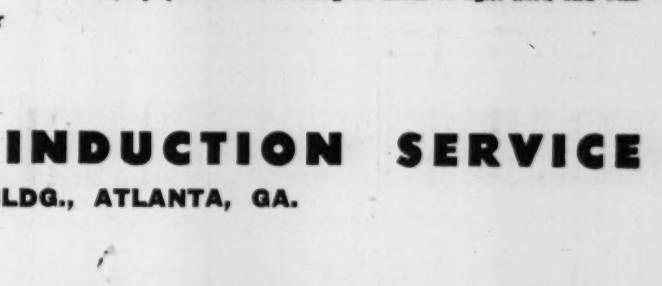 INDUCTION SERVICE
LDG., ATLANTA, GA.